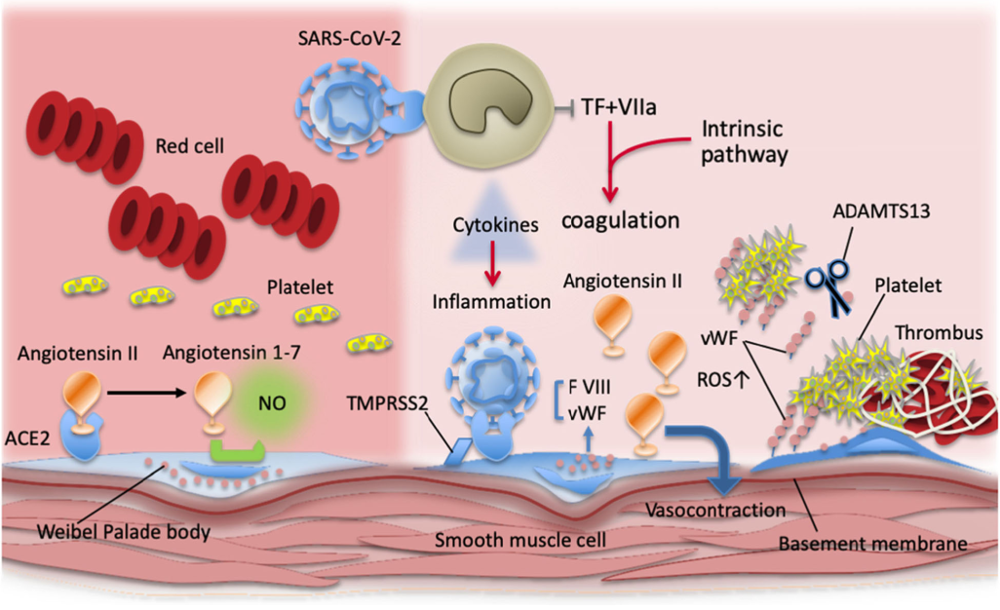 SARS-CoV-2
Red cell
TF+VIIa
Intrinsic
pathway
Cytokines
coagulation
ADAMTS13
Platelet
Angiotensin II
Inflammation
Platelet
Angiotensin II
Angiotensin 1-7
vWF
Thrombus
ROS↑
NO
TMPRSS2
F VIII
vWF
ACE2
Weibel Palade body
Smooth muscle cell
Vasocontraction
Basement membrane